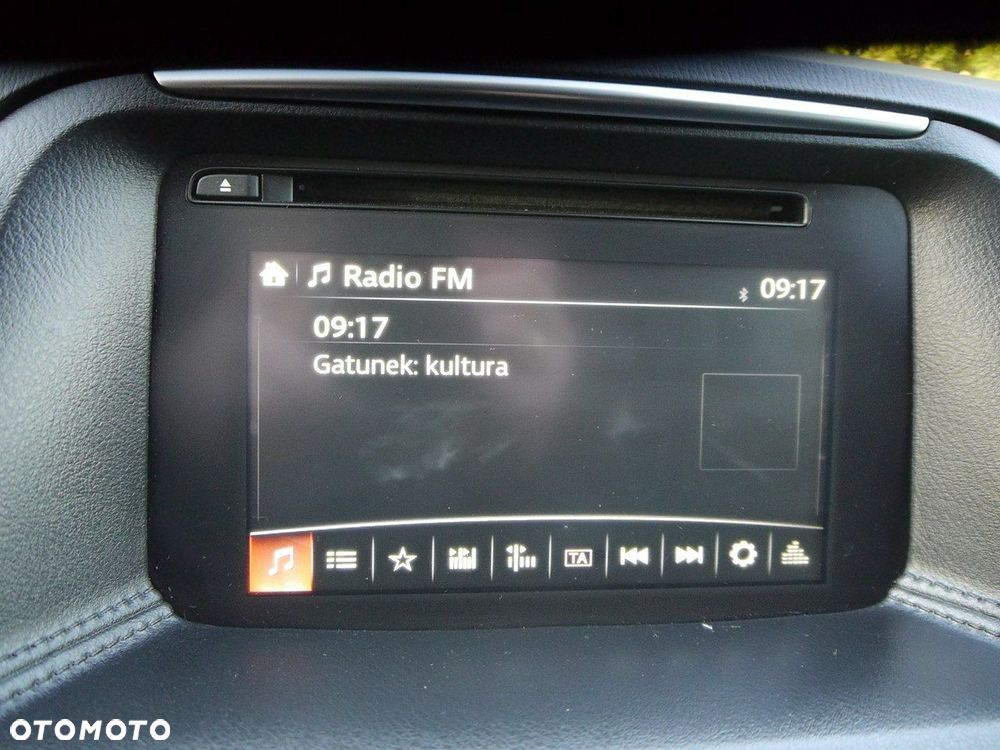 Radio FM
09:17
09:17
Gatunek: kultura
TA
OTOMOTO